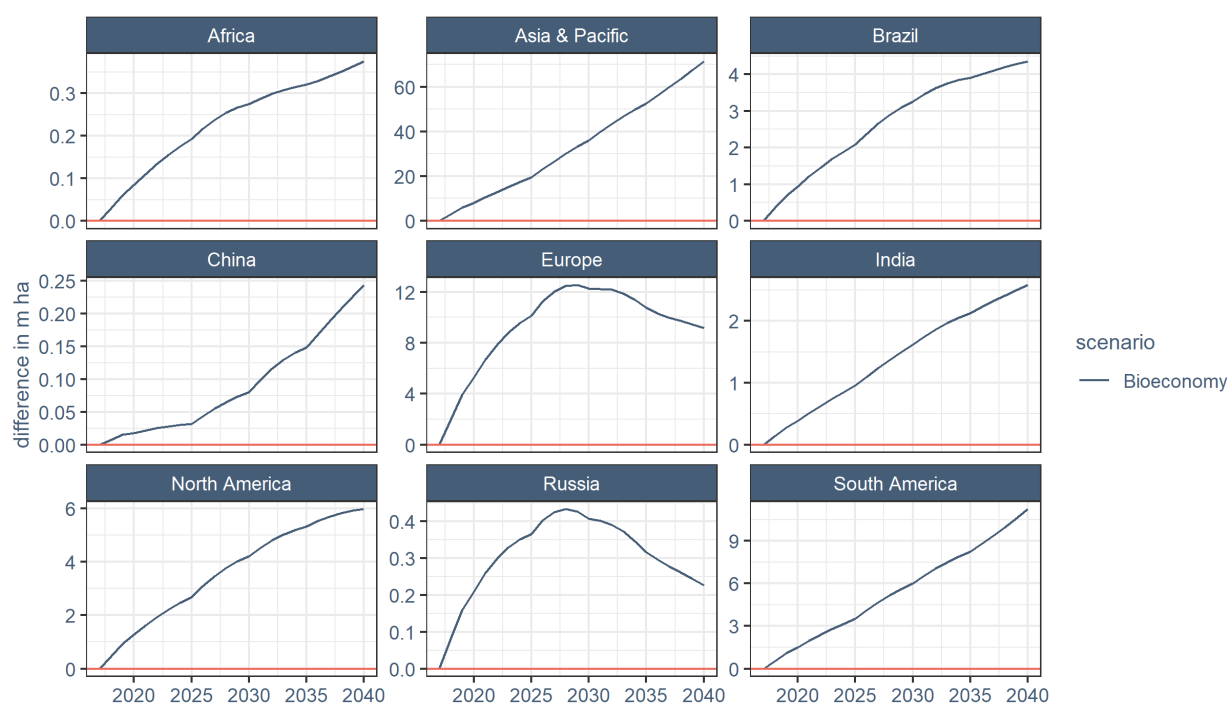 Africa
Asia & Pacific
Brazil
0.3
0.2
0.1
0.0
60
40
20
0
4
3
2
1
0
China
Europe
India
difference in m ha
0.25
0.20
0.15
0.10
0.05
0.00
12
8
4
0
2
1
0
scenario
Bioeconomy
North America
Russia
South America
6
4
2
0
0.4
0.3
0.2
0.1
0.0
9
6
3
0
2020 2025 2030 2035 2040
2020 2025 2030 2035 2040
2020 2025 2030 2035 2040